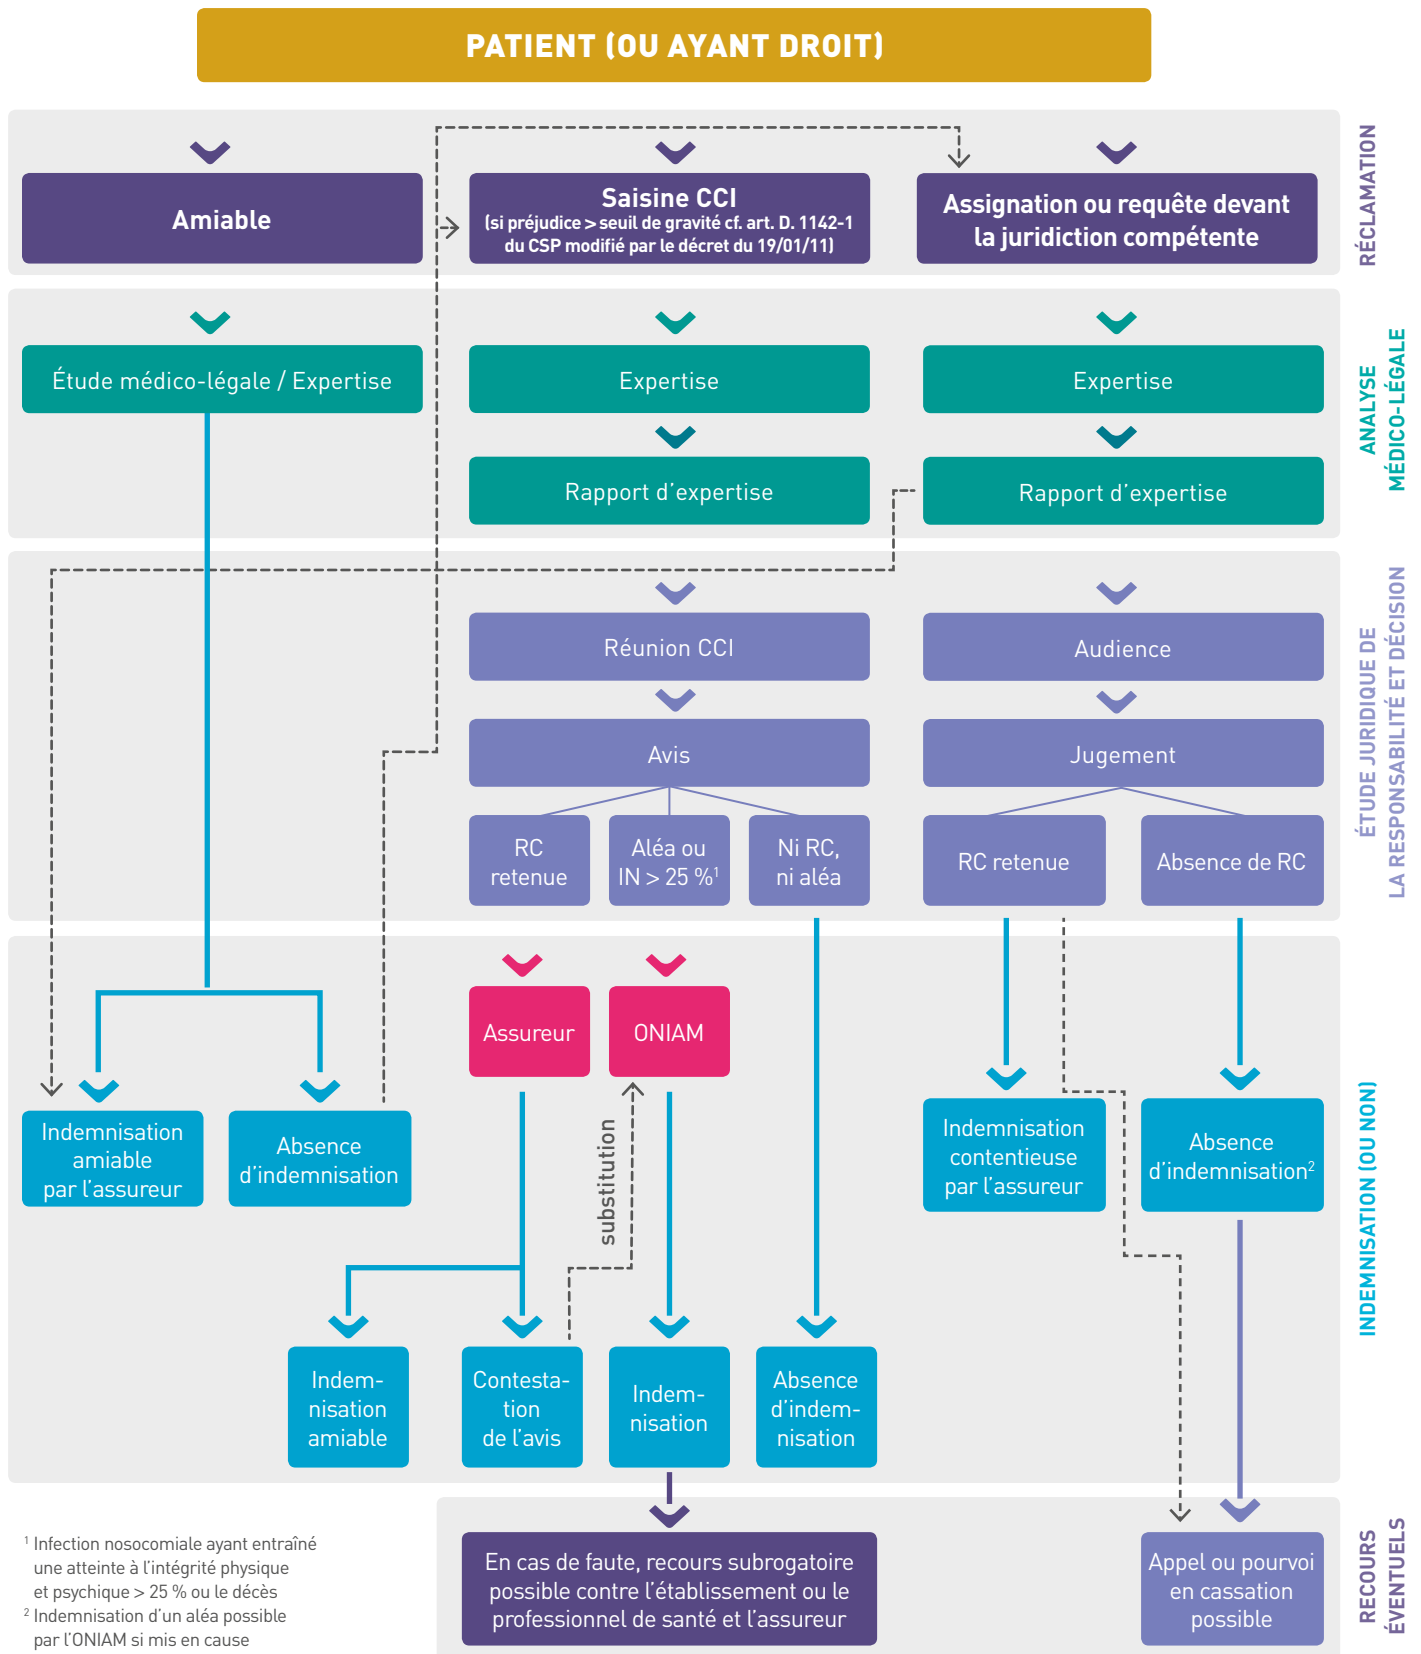 PATIENT (OU AYANT DROIT)
RÉCLAMATION
Amiable
Saisine CCI
(si préjudice > seuil de gravité cf. art. D. 1142-1
du CSP modifié par le décret du 19/01/11)
Assignation ou requête devant
la juridiction compétente
ANALYSE
MÉDICO-LÉGALE
Étude médico-légale / Expertise
Expertise
Expertise
Rapport d'expertise
Rapport d'expertise
ÉTUDE JURIDIQUE DE
LA RESPONSABILITÉ ET DÉCISION
Réunion CCI
Audience
Avis
Jugement
RC
retenue
Aléa ou
IN > 25 %¹
Ni RC,
ni aléa
RC retenue
Absence de RC
INDEMNISATION (OU NON)
Assureur
ONIAM
Indemnisation
amiable
par l'assureur
Absence
d'indemnisation
substitution
Indemnisation
contentieuse
par l'assureur
Absence
d'indemnisation²
Indem-
nisation
amiable
Contesta-
tion
de l'avis
Indem-
nisation
Absence
d'indem-
nisation
RECOURS
ÉVENTUELS
En cas de faute, recours subrogatoire
possible contre l'établissement ou le
professionnel de santé et l'assureur
Appel ou pourvoi
en cassation
possible
¹ Infection nosocomiale ayant entraîné
une atteinte à l'intégrité physique
et psychique > 25 % ou le décès
² Indemnisation d'un aléa possible
par l'ONIAM si mis en cause